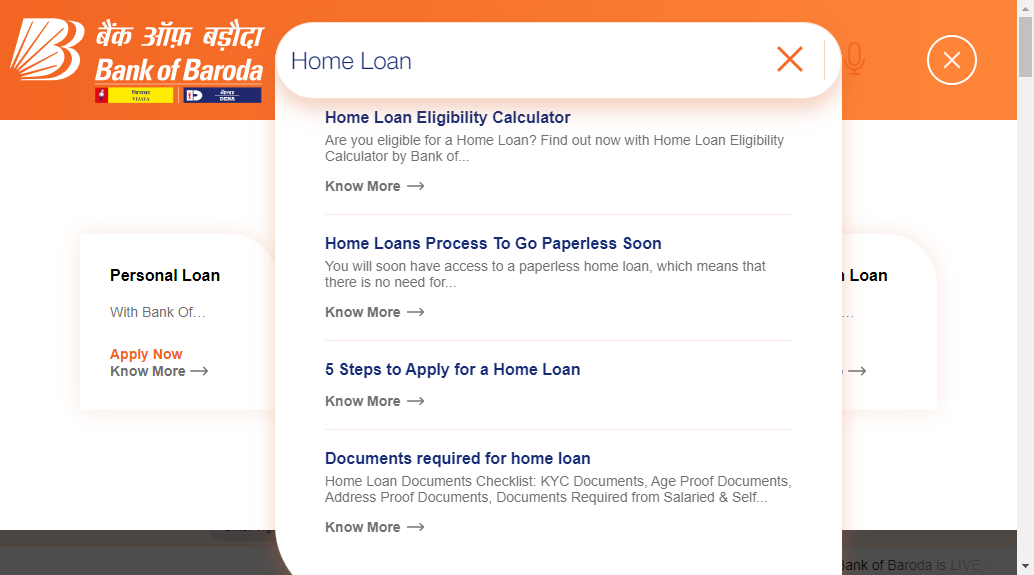 बैंक ऑफ़ बड़ौदा
Bank of Baroda
VIJAYA
DENA
Home Loan
Home Loan Eligibility Calculator
Are you eligible for a Home Loan? Find out now with Home Loan Eligibility
Calculator by Bank of...
Know More
Home Loans Process To Go Paperless Soon
You will soon have access to a paperless home loan, which means that
there is no need for...
Know More
5 Steps to Apply for a Home Loan
Know More
Documents required for home loan
Home Loan Documents Checklist: KYC Documents, Age Proof Documents,
Address Proof Documents, Documents Required from Salaried & Self...
Know More
Personal Loan
With Bank Of...
Apply Now
Know More
Loan
...
Bank of Baroda is LIVE